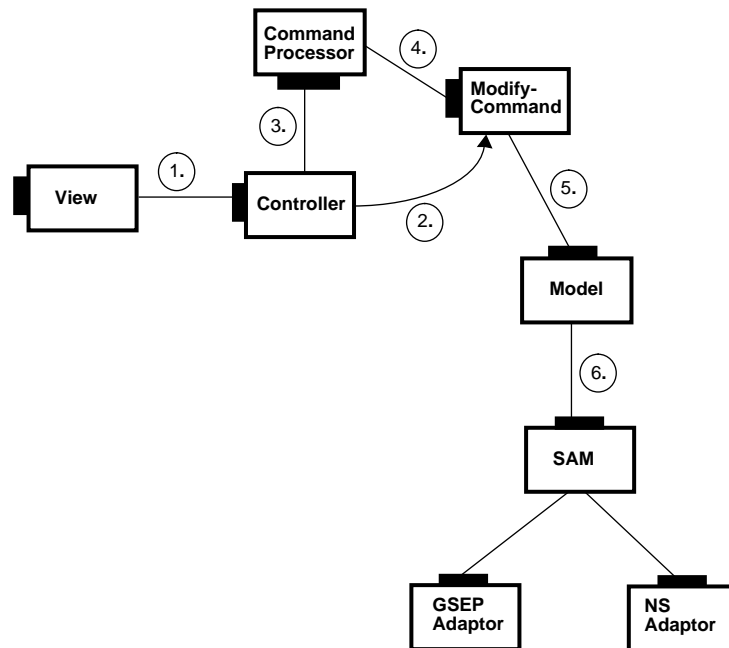 Command
Processor
4.
Modify-
Command
3.
1.
View
Controller
2.
5.
Model
6.
SAM
GSEP
Adaptor
NS
Adaptor